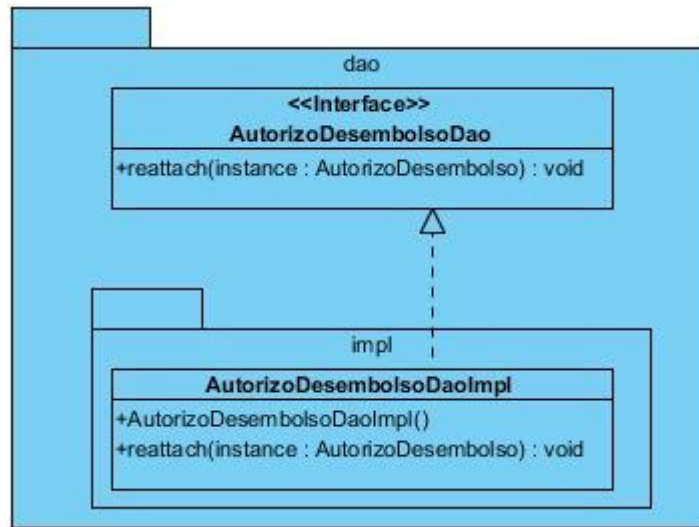 dao
<<Interface>>
AutorizoDesembolsoDao
+reattach(instance : AutorizoDesembolso) : void
impl
AutorizoDesembolsoDaoImpl
+AutorizoDesembolsoDaoImpl()
+reattach(instance : AutorizoDesembolso) : void